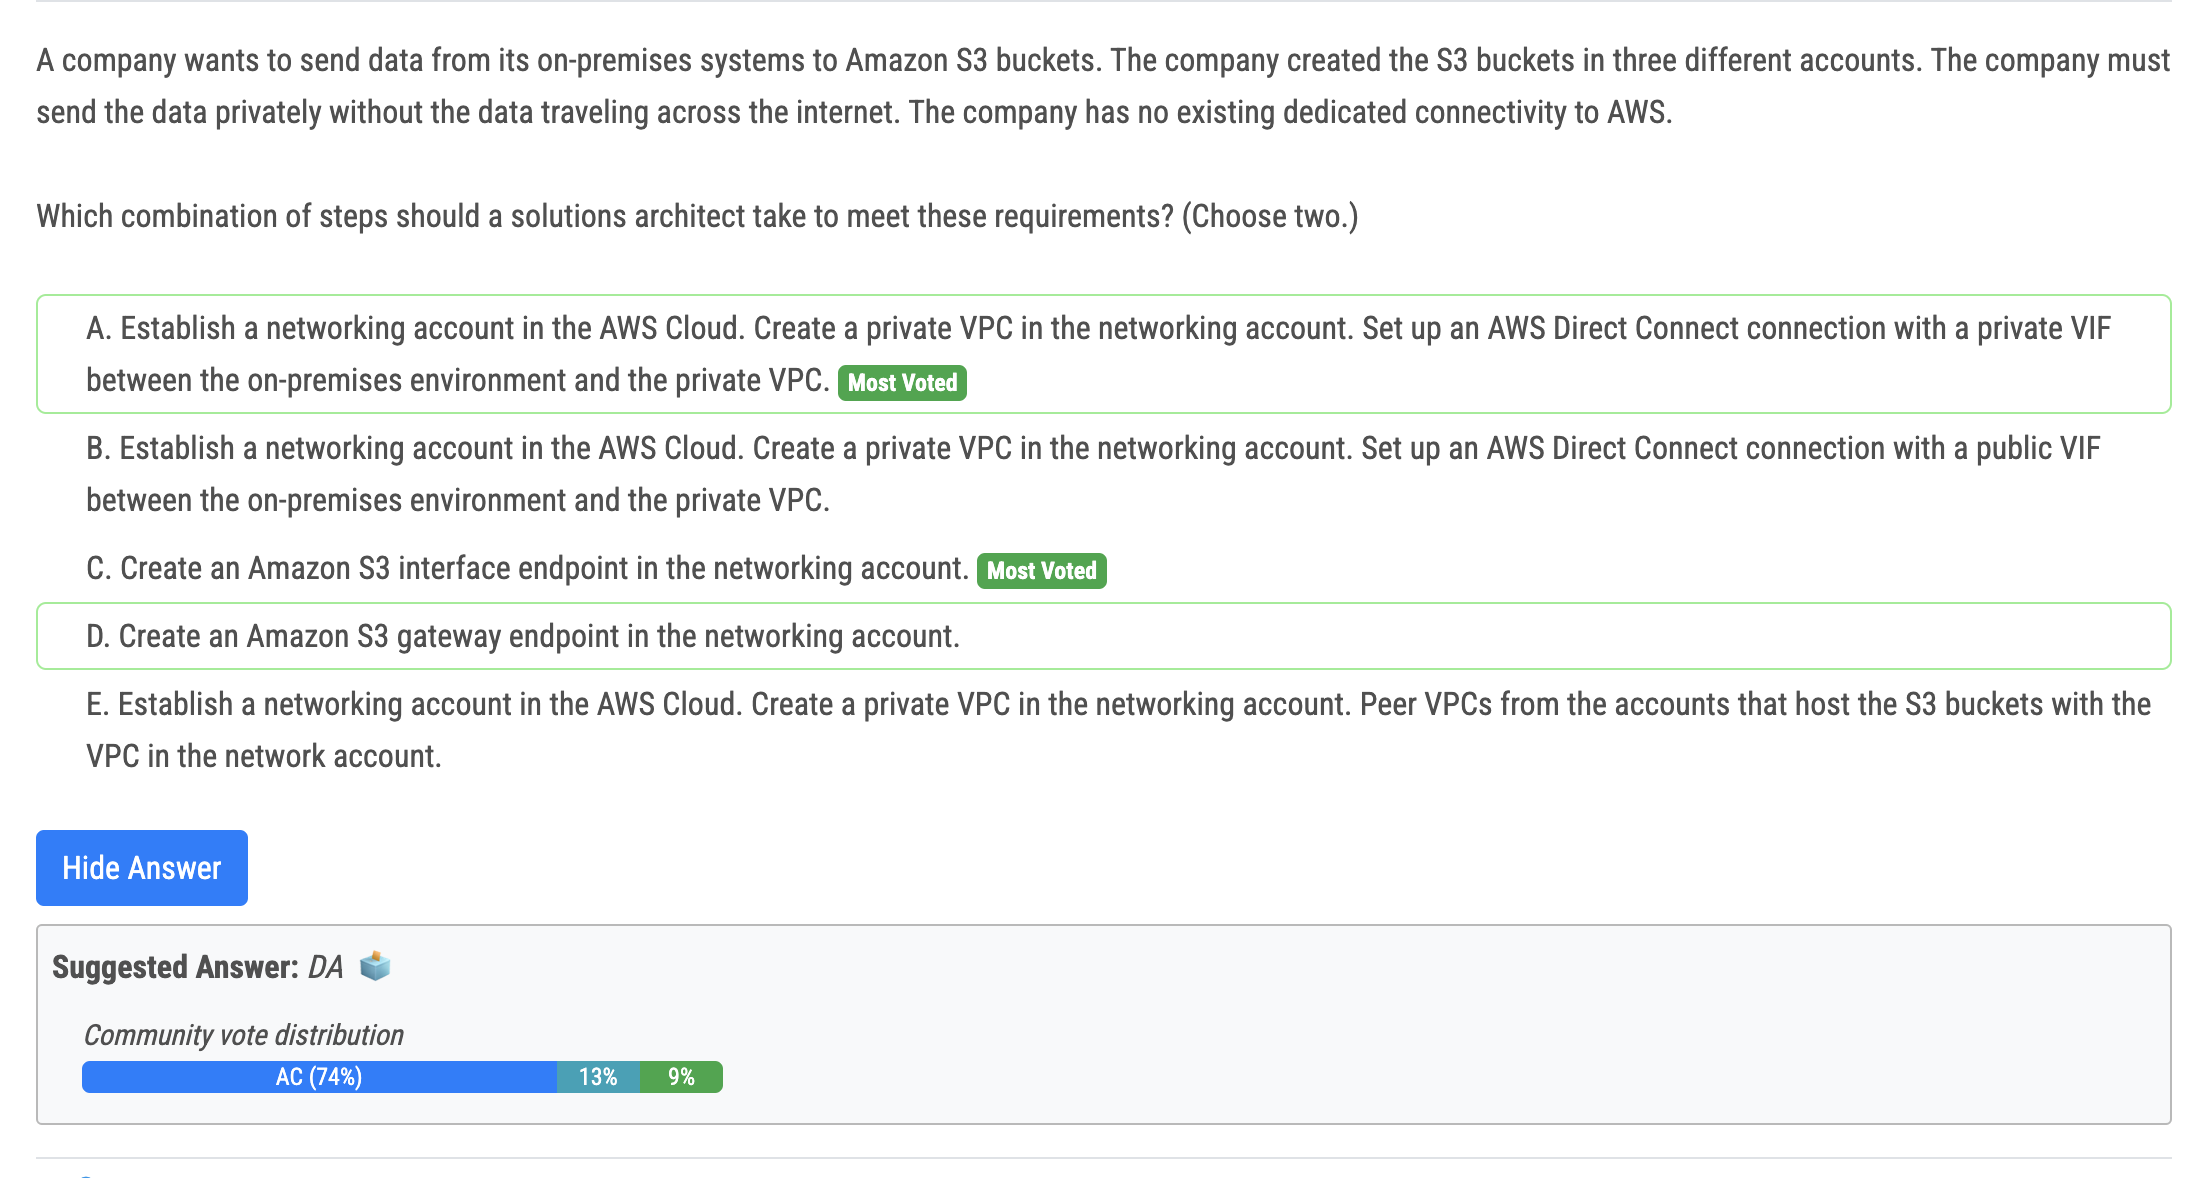 A company wants to send data from its on-premises systems to Amazon S3 buckets. The company created the S3 buckets in three different accounts. The company must
send the data privately without the data traveling across the internet. The company has no existing dedicated connectivity to AWS.
Which combination of steps should a solutions architect take to meet these requirements? (Choose two.)
A. Establish a networking account in the AWS Cloud. Create a private VPC in the networking account. Set up an AWS Direct Connect connection with a private VIF
between the on-premises environment and the private VPC. Most Voted
B. Establish a networking account in the AWS Cloud. Create a private VPC in the networking account. Set up an AWS Direct Connect connection with a public VIF
between the on-premises environment and the private VPC.
C. Create an Amazon S3 interface endpoint in the networking account. Most Voted
D. Create an Amazon S3 gateway endpoint in the networking account.
E. Establish a networking account in the AWS Cloud. Create a private VPC in the networking account. Peer VPCs from the accounts that host the S3 buckets with the
VPC in the network account.
Hide Answer
Suggested Answer: DA
Community vote distribution
AC (74%) 13% 9%